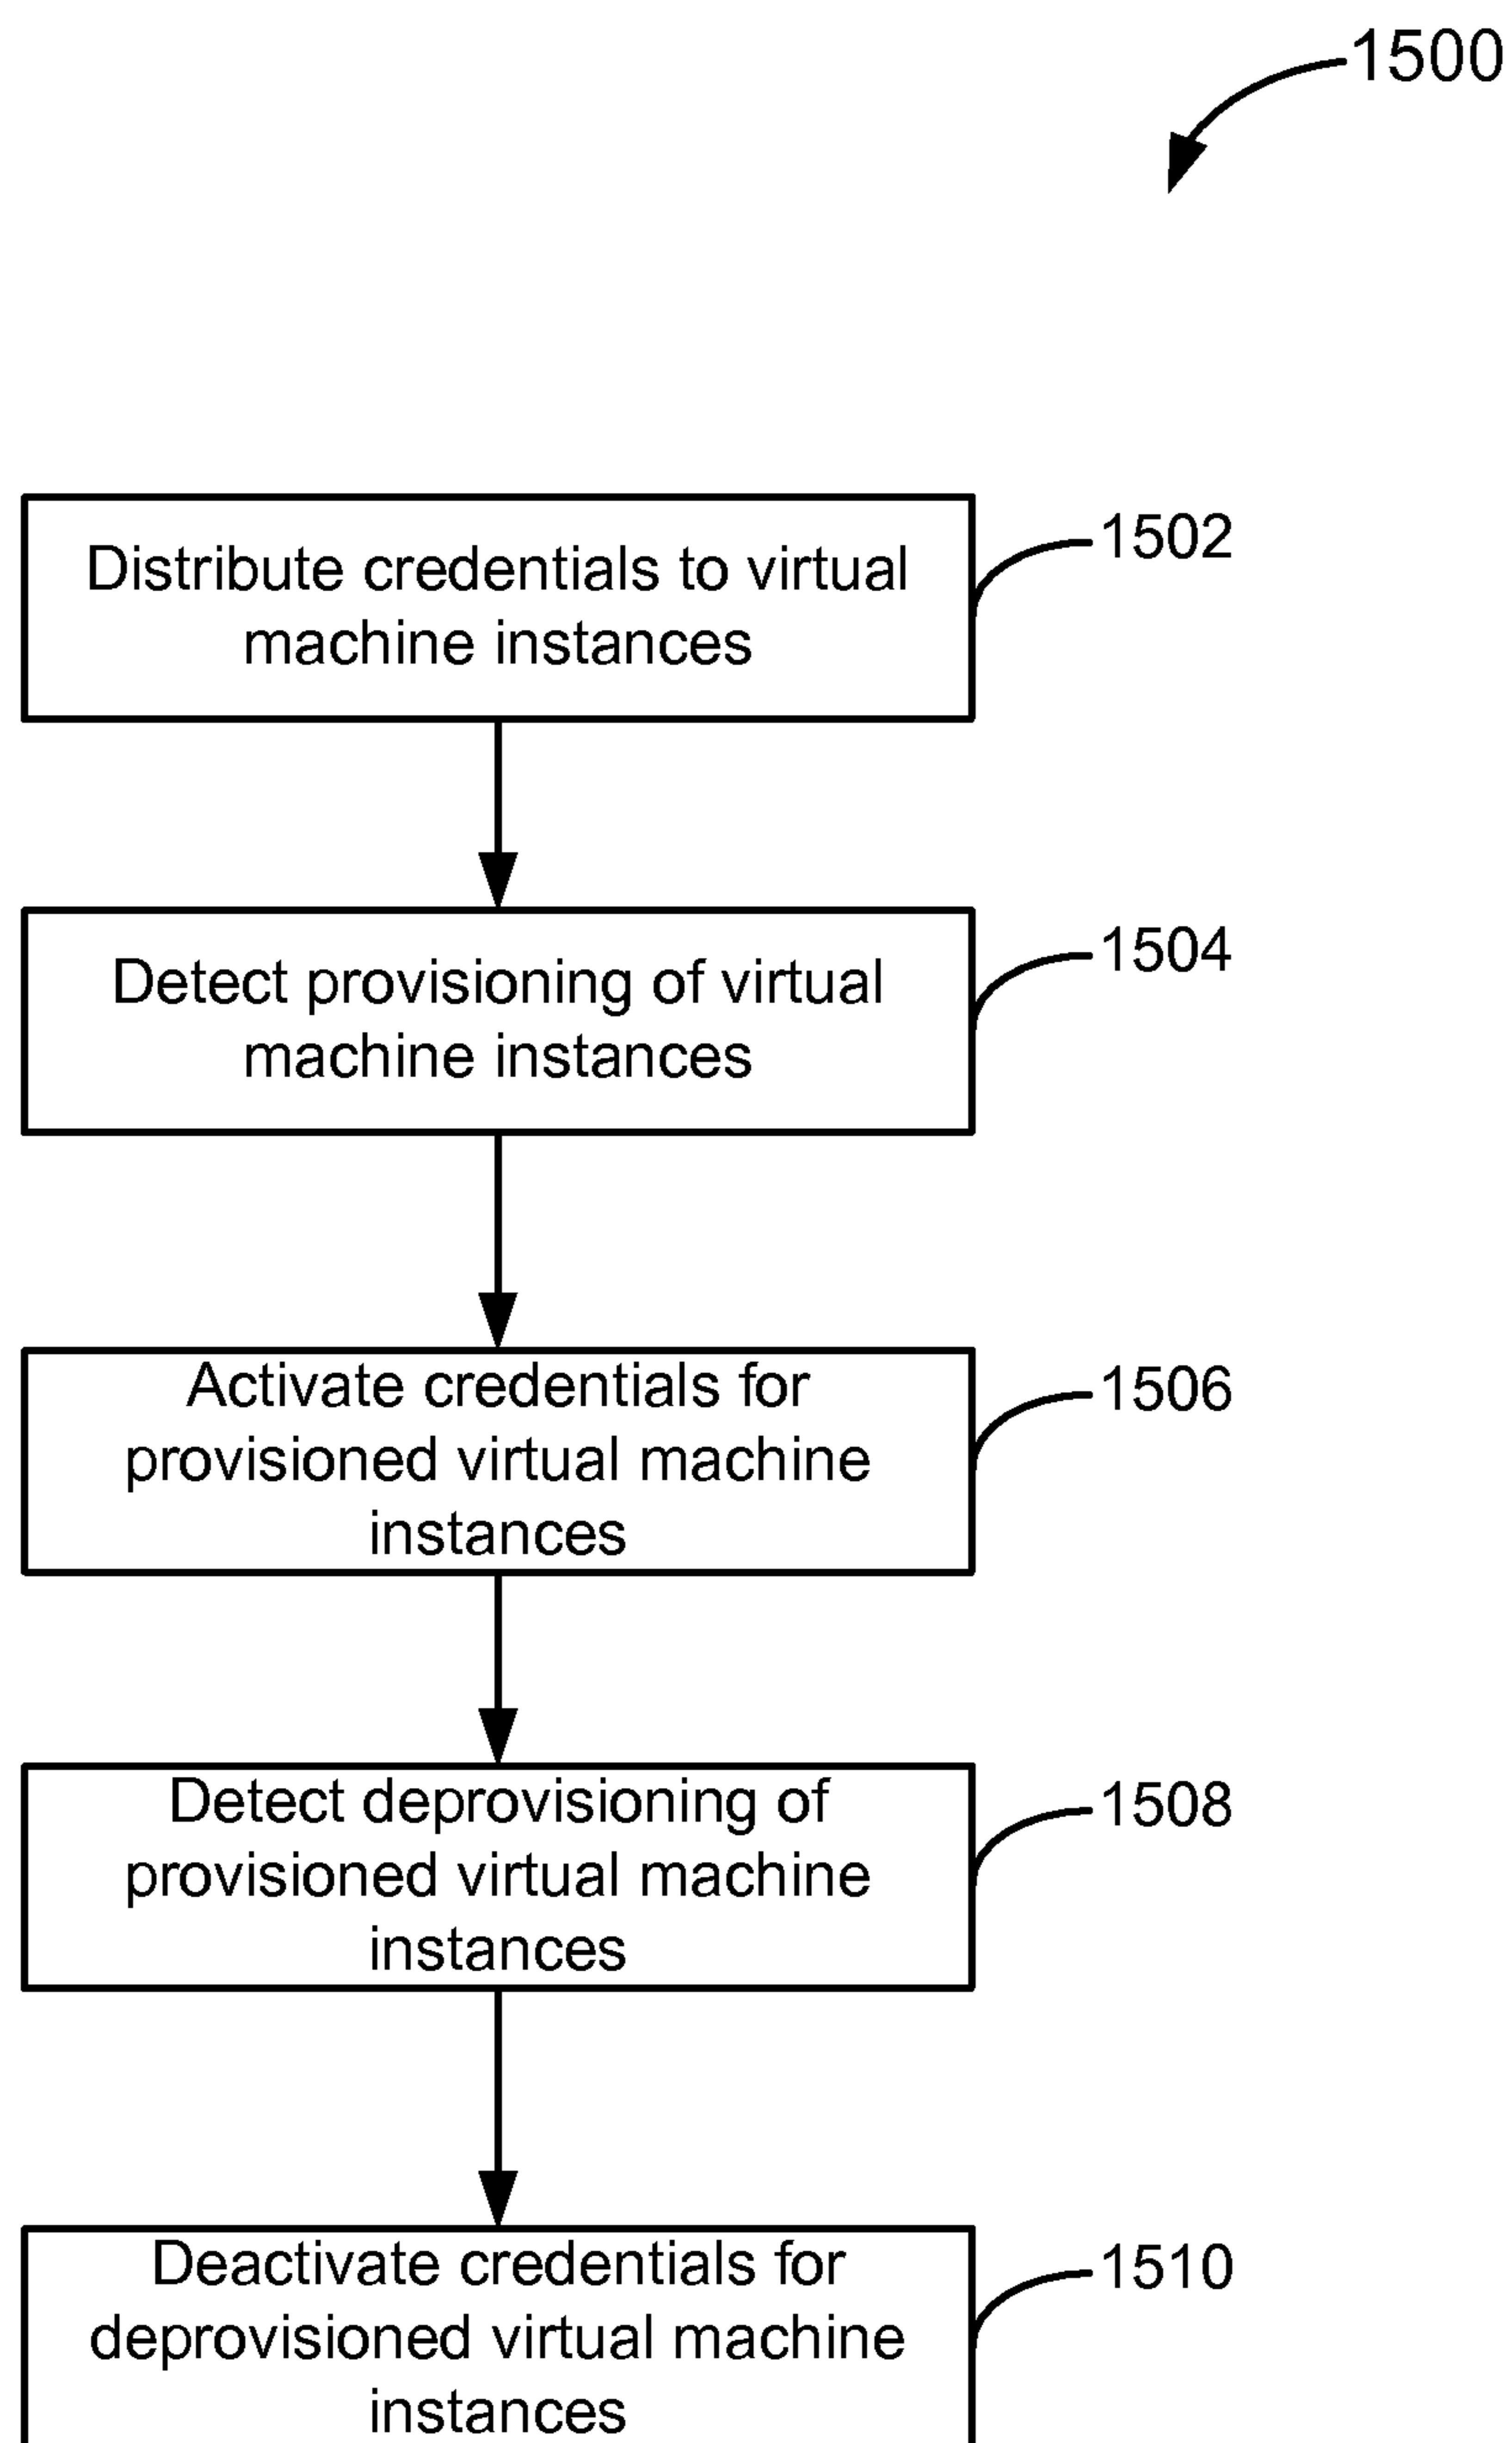 1500
Distribute credentials to virtual
machine instances
1502
Detect provisioning of virtual
machine instances
1504
Activate credentials for
provisioned virtual machine
instances
1506
Detect deprovisioning of
provisioned virtual machine
instances
1508
Deactivate credentials for
deprovisioned virtual machine
instances
1510